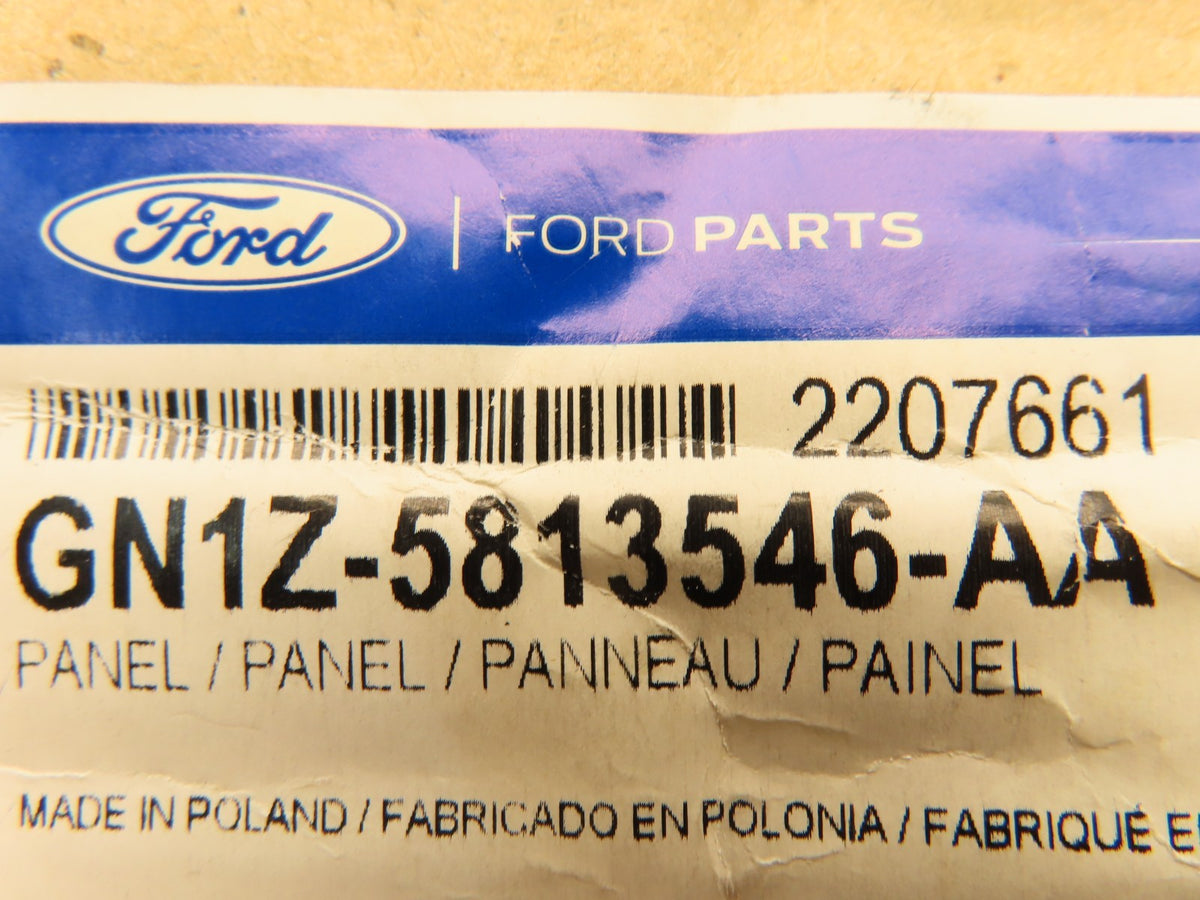 Ford | FORD PARTS
2207661
GN1Z-5813546-AA
PANEL / PANEL / PANNEAU / PAINEL
MADE IN POLAND / FABRICADO EN POLONIA / FABRIQUÉ